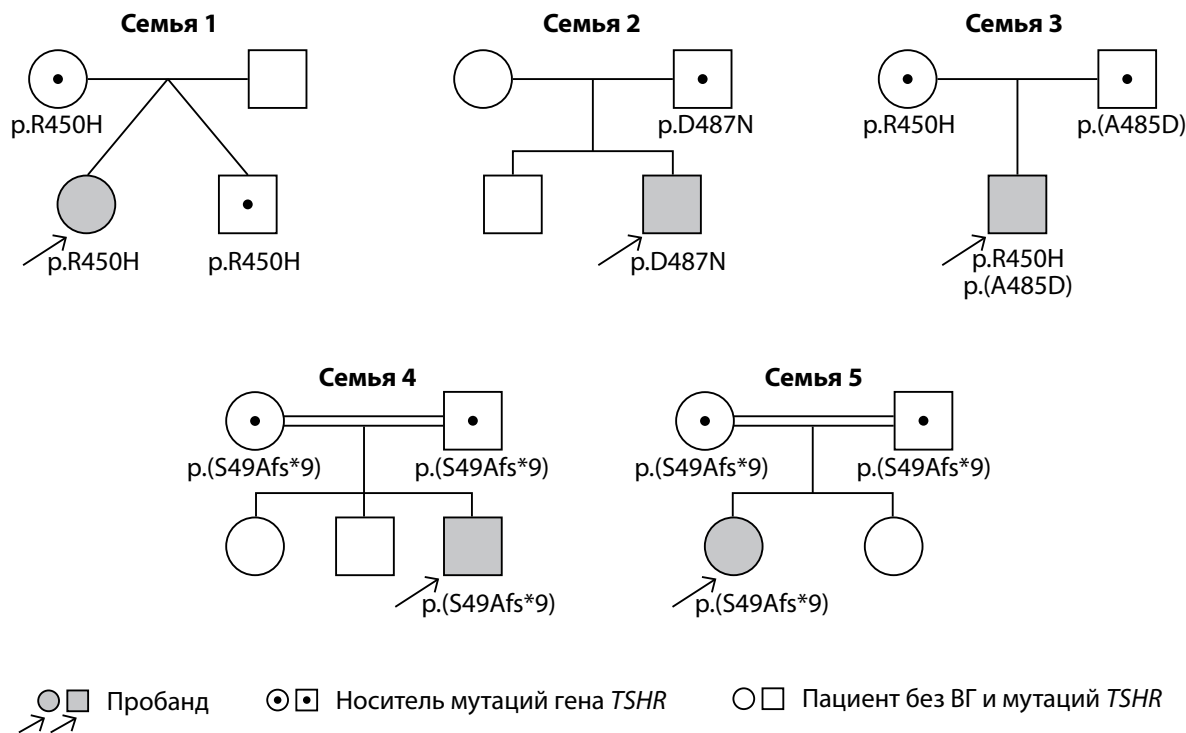 Семья 1
Семья 2
Семья 3
p.R450H
p.D487N
p.R450H
p.(A485D)
p.R450H
p.R450H
p.D487N
p.R450H
p.(A485D)
Семья 4
Семья 5
p.(S49Afs*9)
p.(S49Afs*9)
p.(S49Afs*9)
p.(S49Afs*9)
p.(S49Afs*9)
p.(S49Afs*9)
Пробанд
Носитель мутаций гена TSHR
Пациент без ВГ и мутаций TSHR